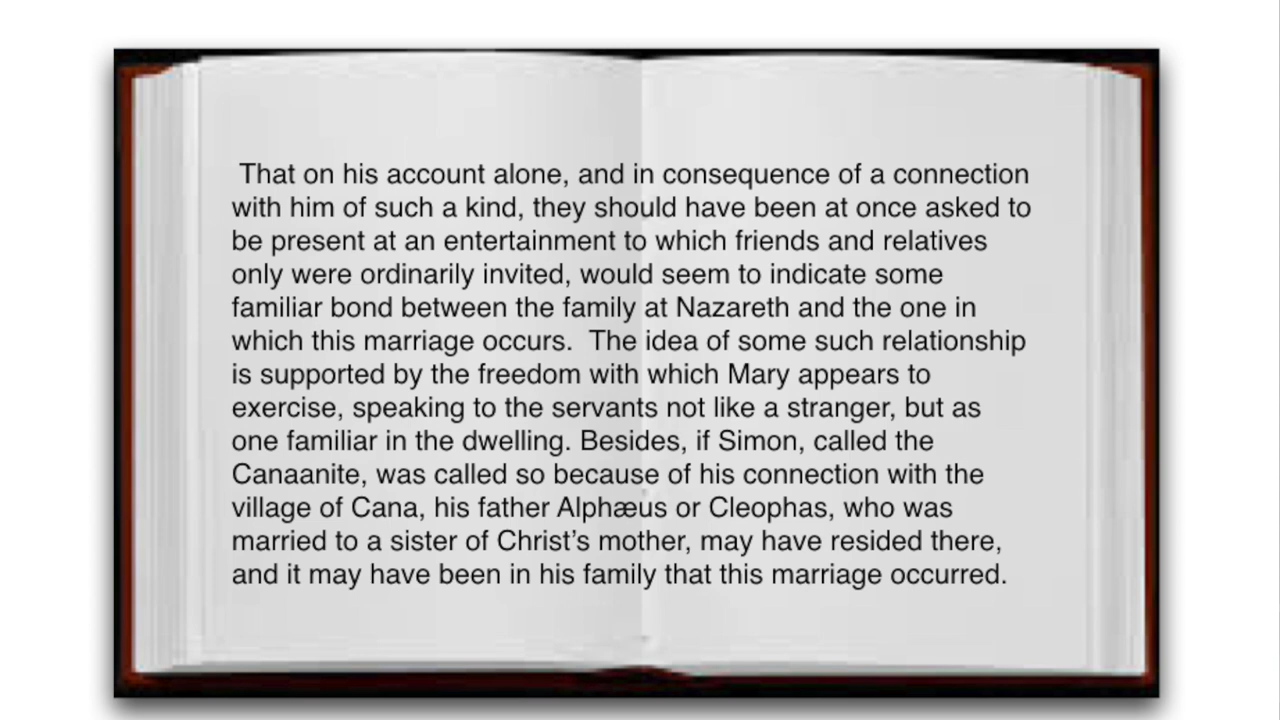 That on his account alone, and in consequence of a connection
with him of such a kind, they should have been at once asked to
be present at an entertainment to which friends and relatives
only were ordinarily invited, would seem to indicate some
familiar bond between the family at Nazareth and the one in
which this marriage occurs.  The idea of some such relationship
is supported by the freedom with which Mary appears to
exercise, speaking to the servants not like a stranger, but as
one familiar in the dwelling. Besides, if Simon, called the
Canaanite, was called so because of his connection with the
village of Cana, his father Alphæus or Cleophas, who was
married to a sister of Christ’s mother, may have resided there,
and it may have been in his family that this marriage occurred.